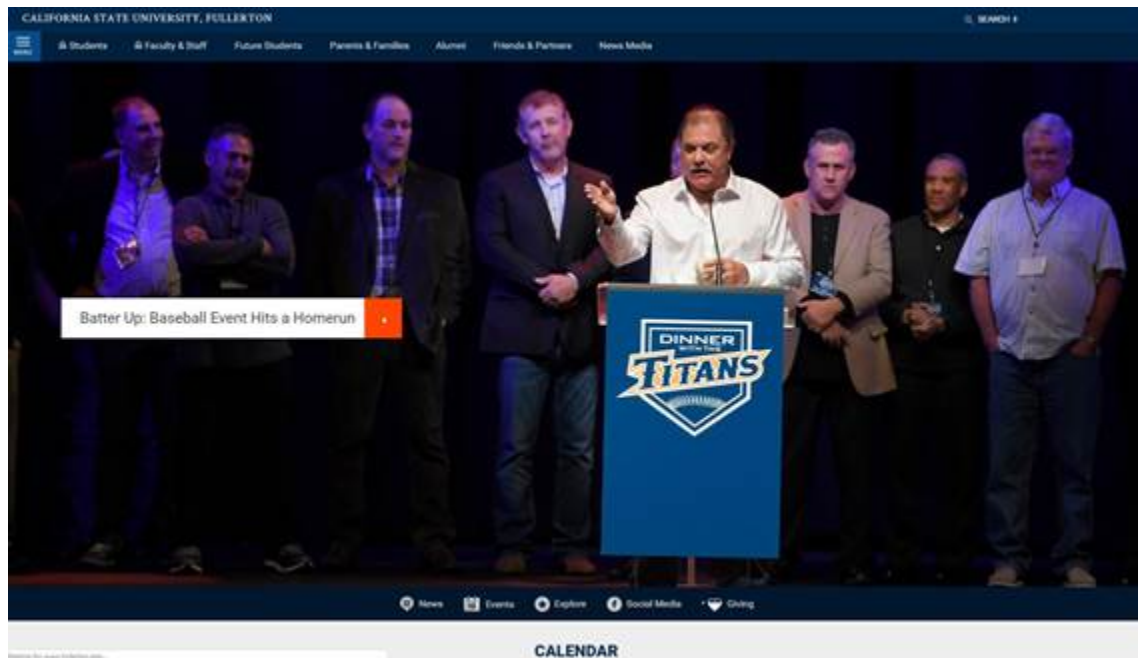 CALIFORNIA STATE UNIVERSITY, FULLERTON
SEARCH
MENU
Students Faculty & Staff Future Students Parents & Families Alumni Friends & Partners News Media
Batter Up: Baseball Event Hits a Homerun
DINNER
WITH THE
TITANS
News Events Explore Social Media Giving
CALENDAR